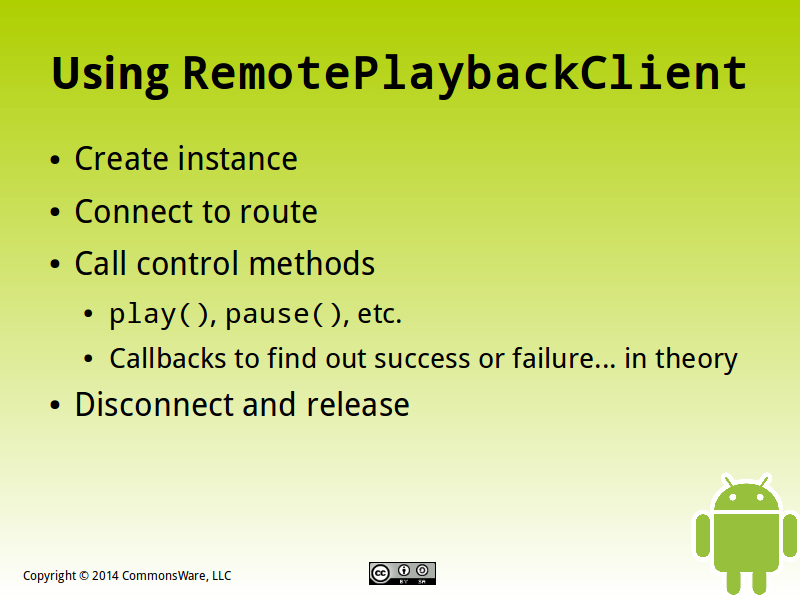 Using RemotePlaybackClient
• Create instance
• Connect to route
• Call control methods
• play(), pause(), etc.
• Callbacks to find out success or failure... in theory
• Disconnect and release
Copyright © 2014 CommonsWare, LLC
cc
BY SA